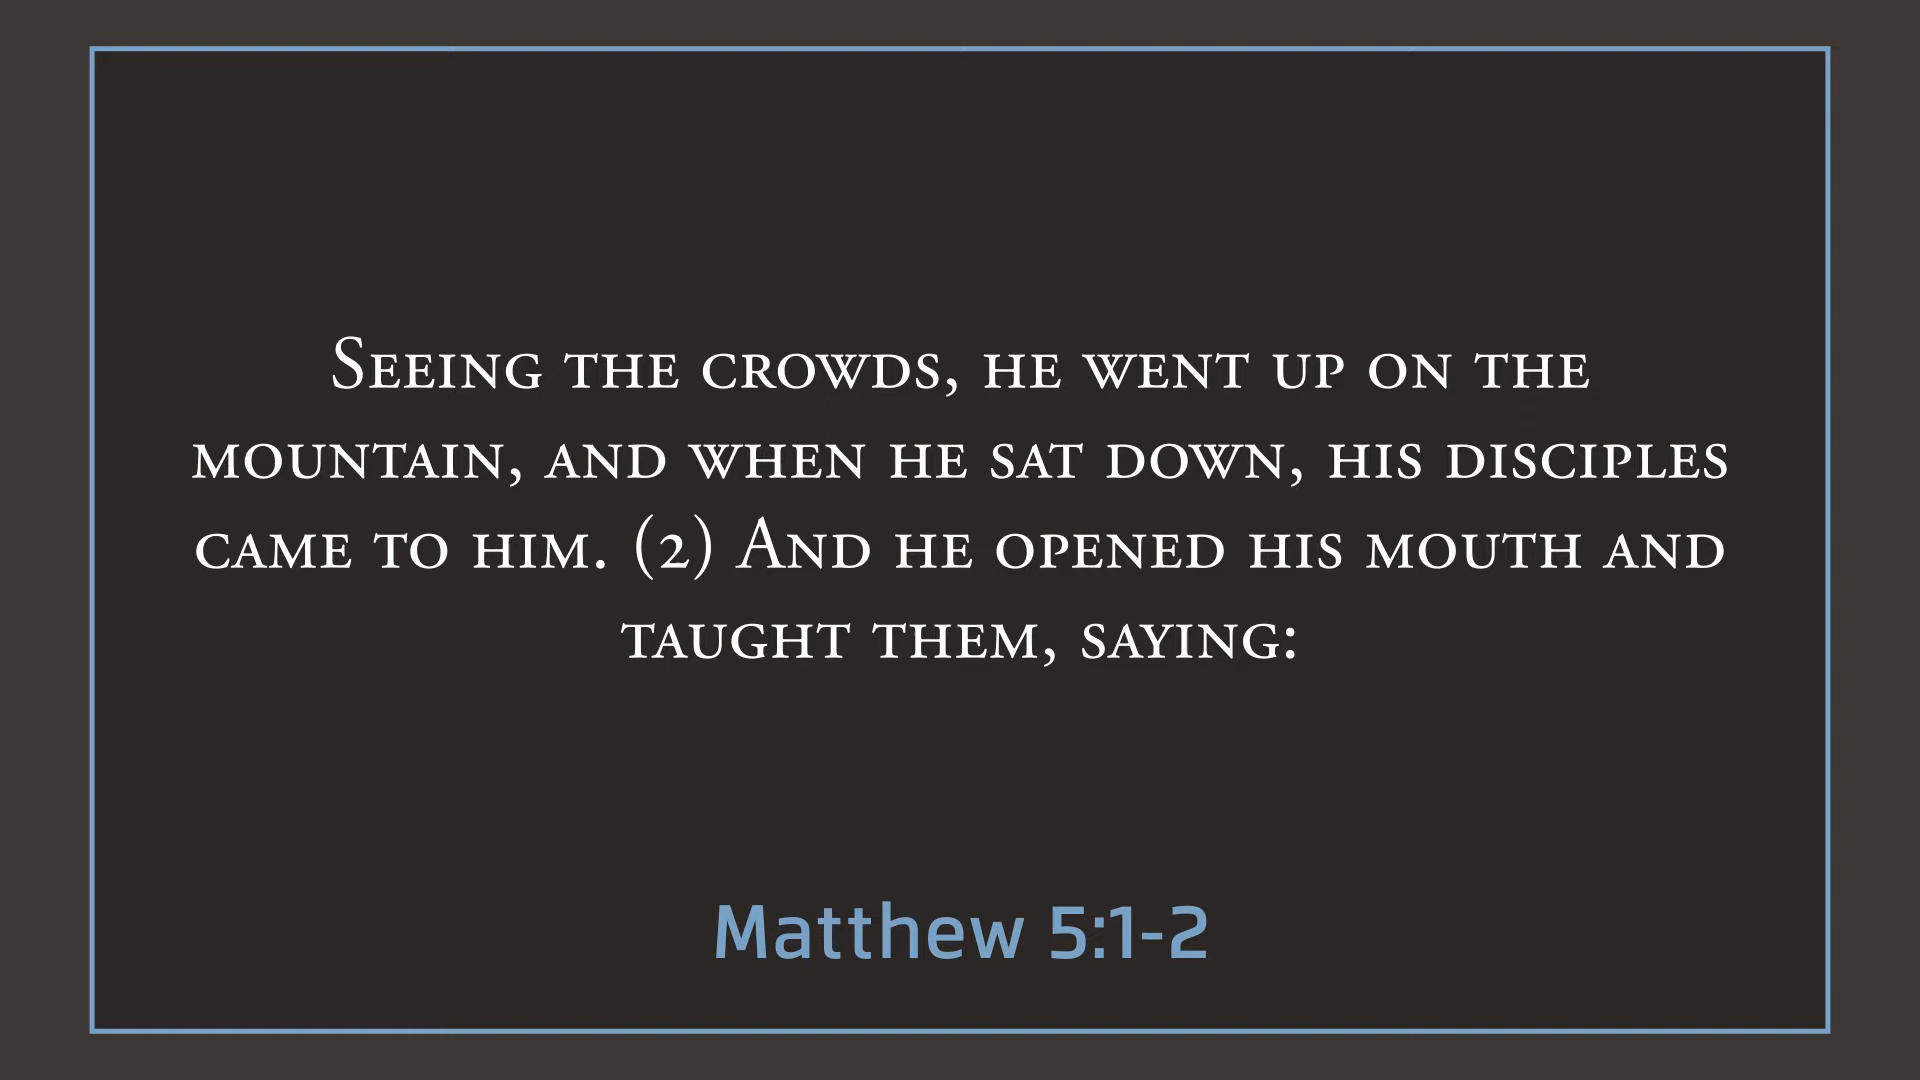 Seeing the crowds, he went up on the
mountain, and when he sat down, his disciples
came to him. (2) And he opened his mouth and
taught them, saying:
Matthew 5:1-2